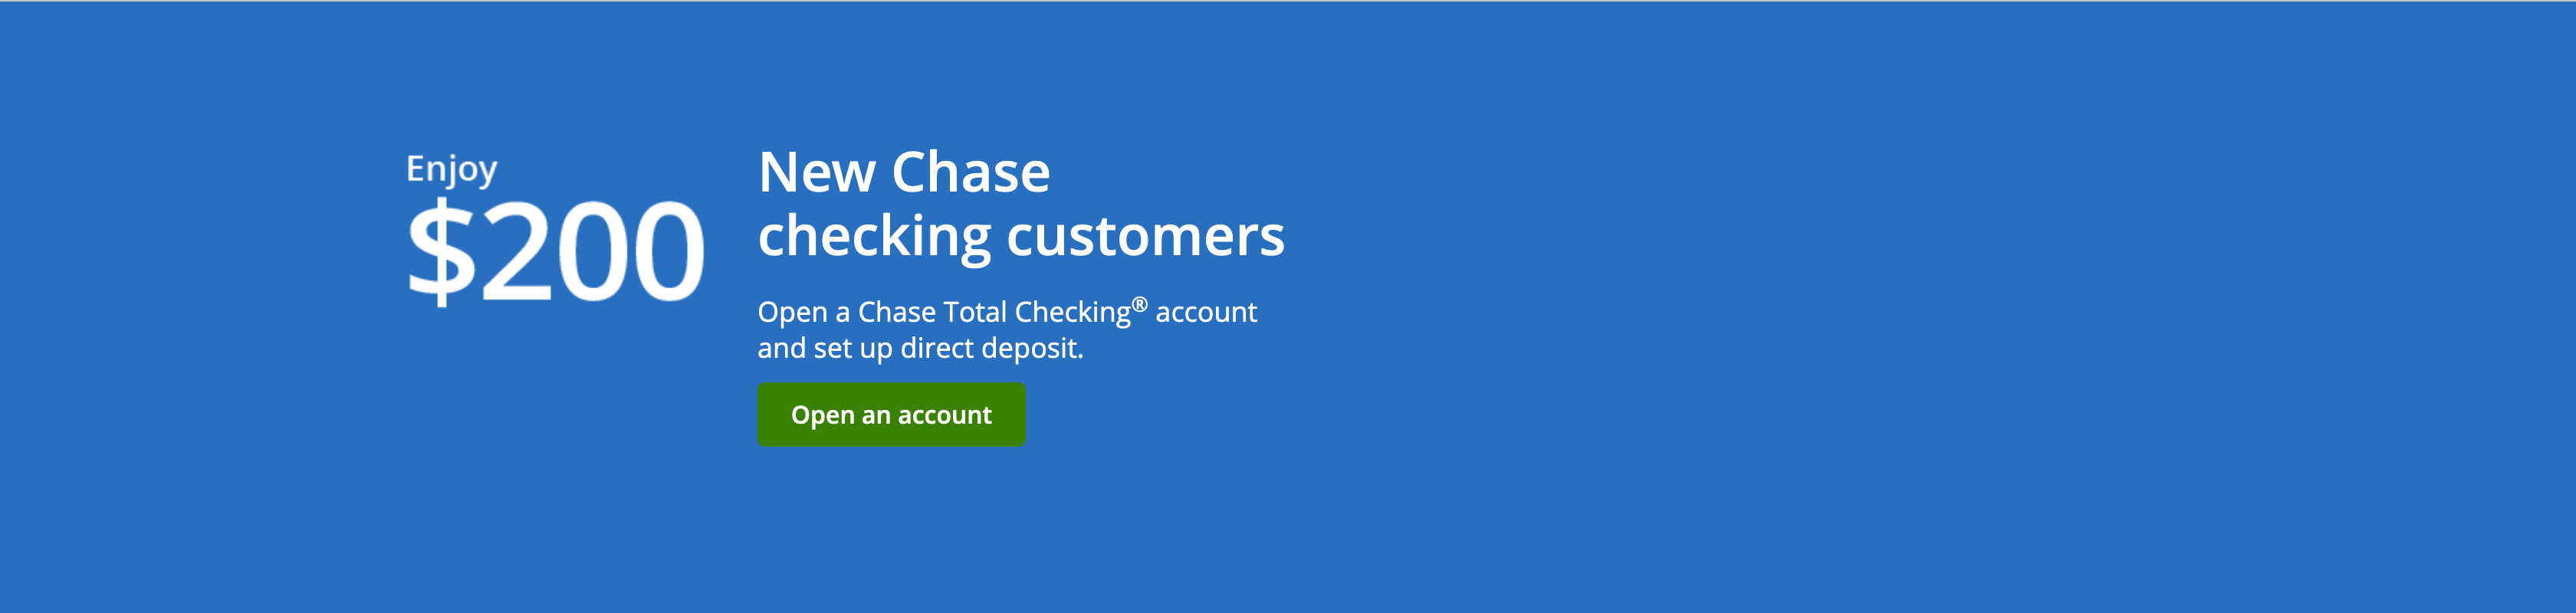 Enjoy
$200
New Chase
checking customers
Open a Chase Total Checking® account
and set up direct deposit.
Open an account